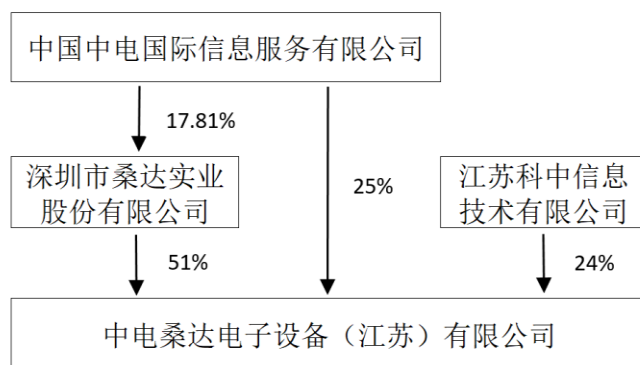 中国中电国际信息服务有限公司
17.81%
深圳市桑达实业
股份有限公司
25%
江苏科中信息
技术有限公司
51%
24%
中电桑达电子设备（江苏）有限公司